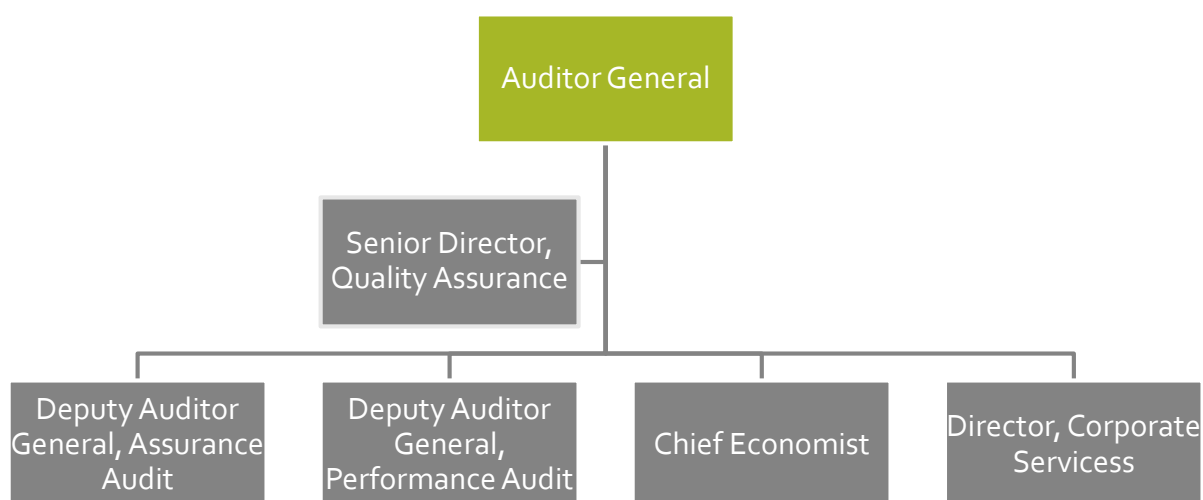 Auditor General
Senior Director,
Quality Assurance
Deputy Auditor
General, Assurance
Audit
Deputy Auditor
General,
Performance Audit
Chief Economist
Director, Corporate
Servicess